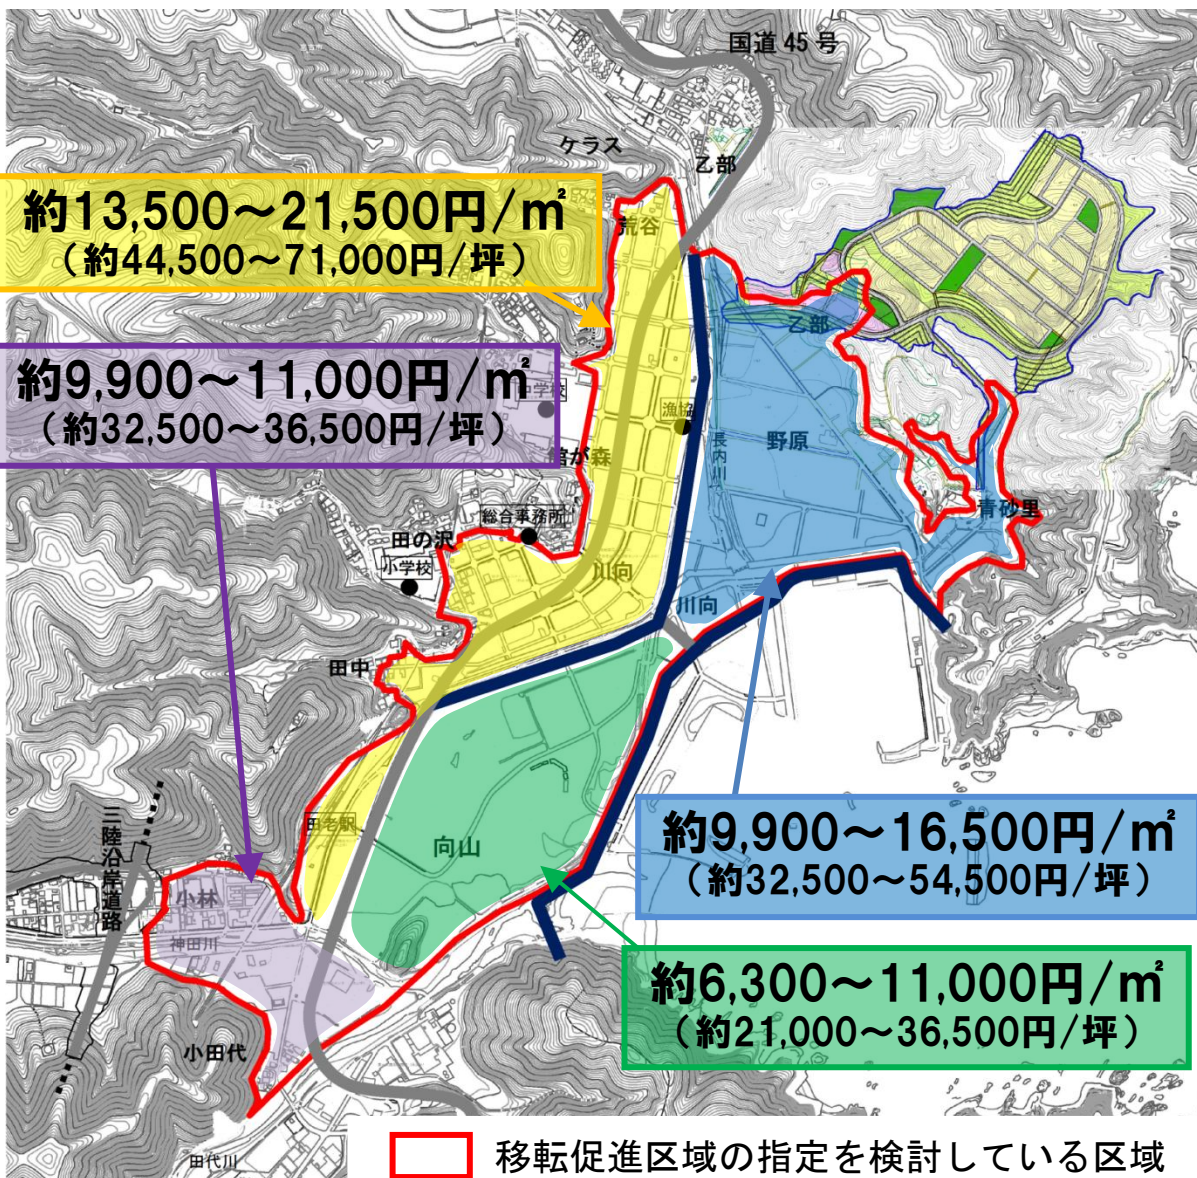 国道45号
ケラス
乙部
約13,500～21,500円/㎡
（約44,500～71,000円/坪）
荒谷
乙部
約9,900～11,000円/㎡
（約32,500～36,500円/坪）
中学校
漁協
長内川
野原
館が森
青砂里
総合事務所
田の沢
小学校
川向
川向
田中
三陸沿岸道路
田老駅
向山
約9,900～16,500円/㎡
（約32,500～54,500円/坪）
小林
神田川
約6,300～11,000円/㎡
（約21,000～36,500円/坪）
小田代
田代川
移転促進区域の指定を検討している区域